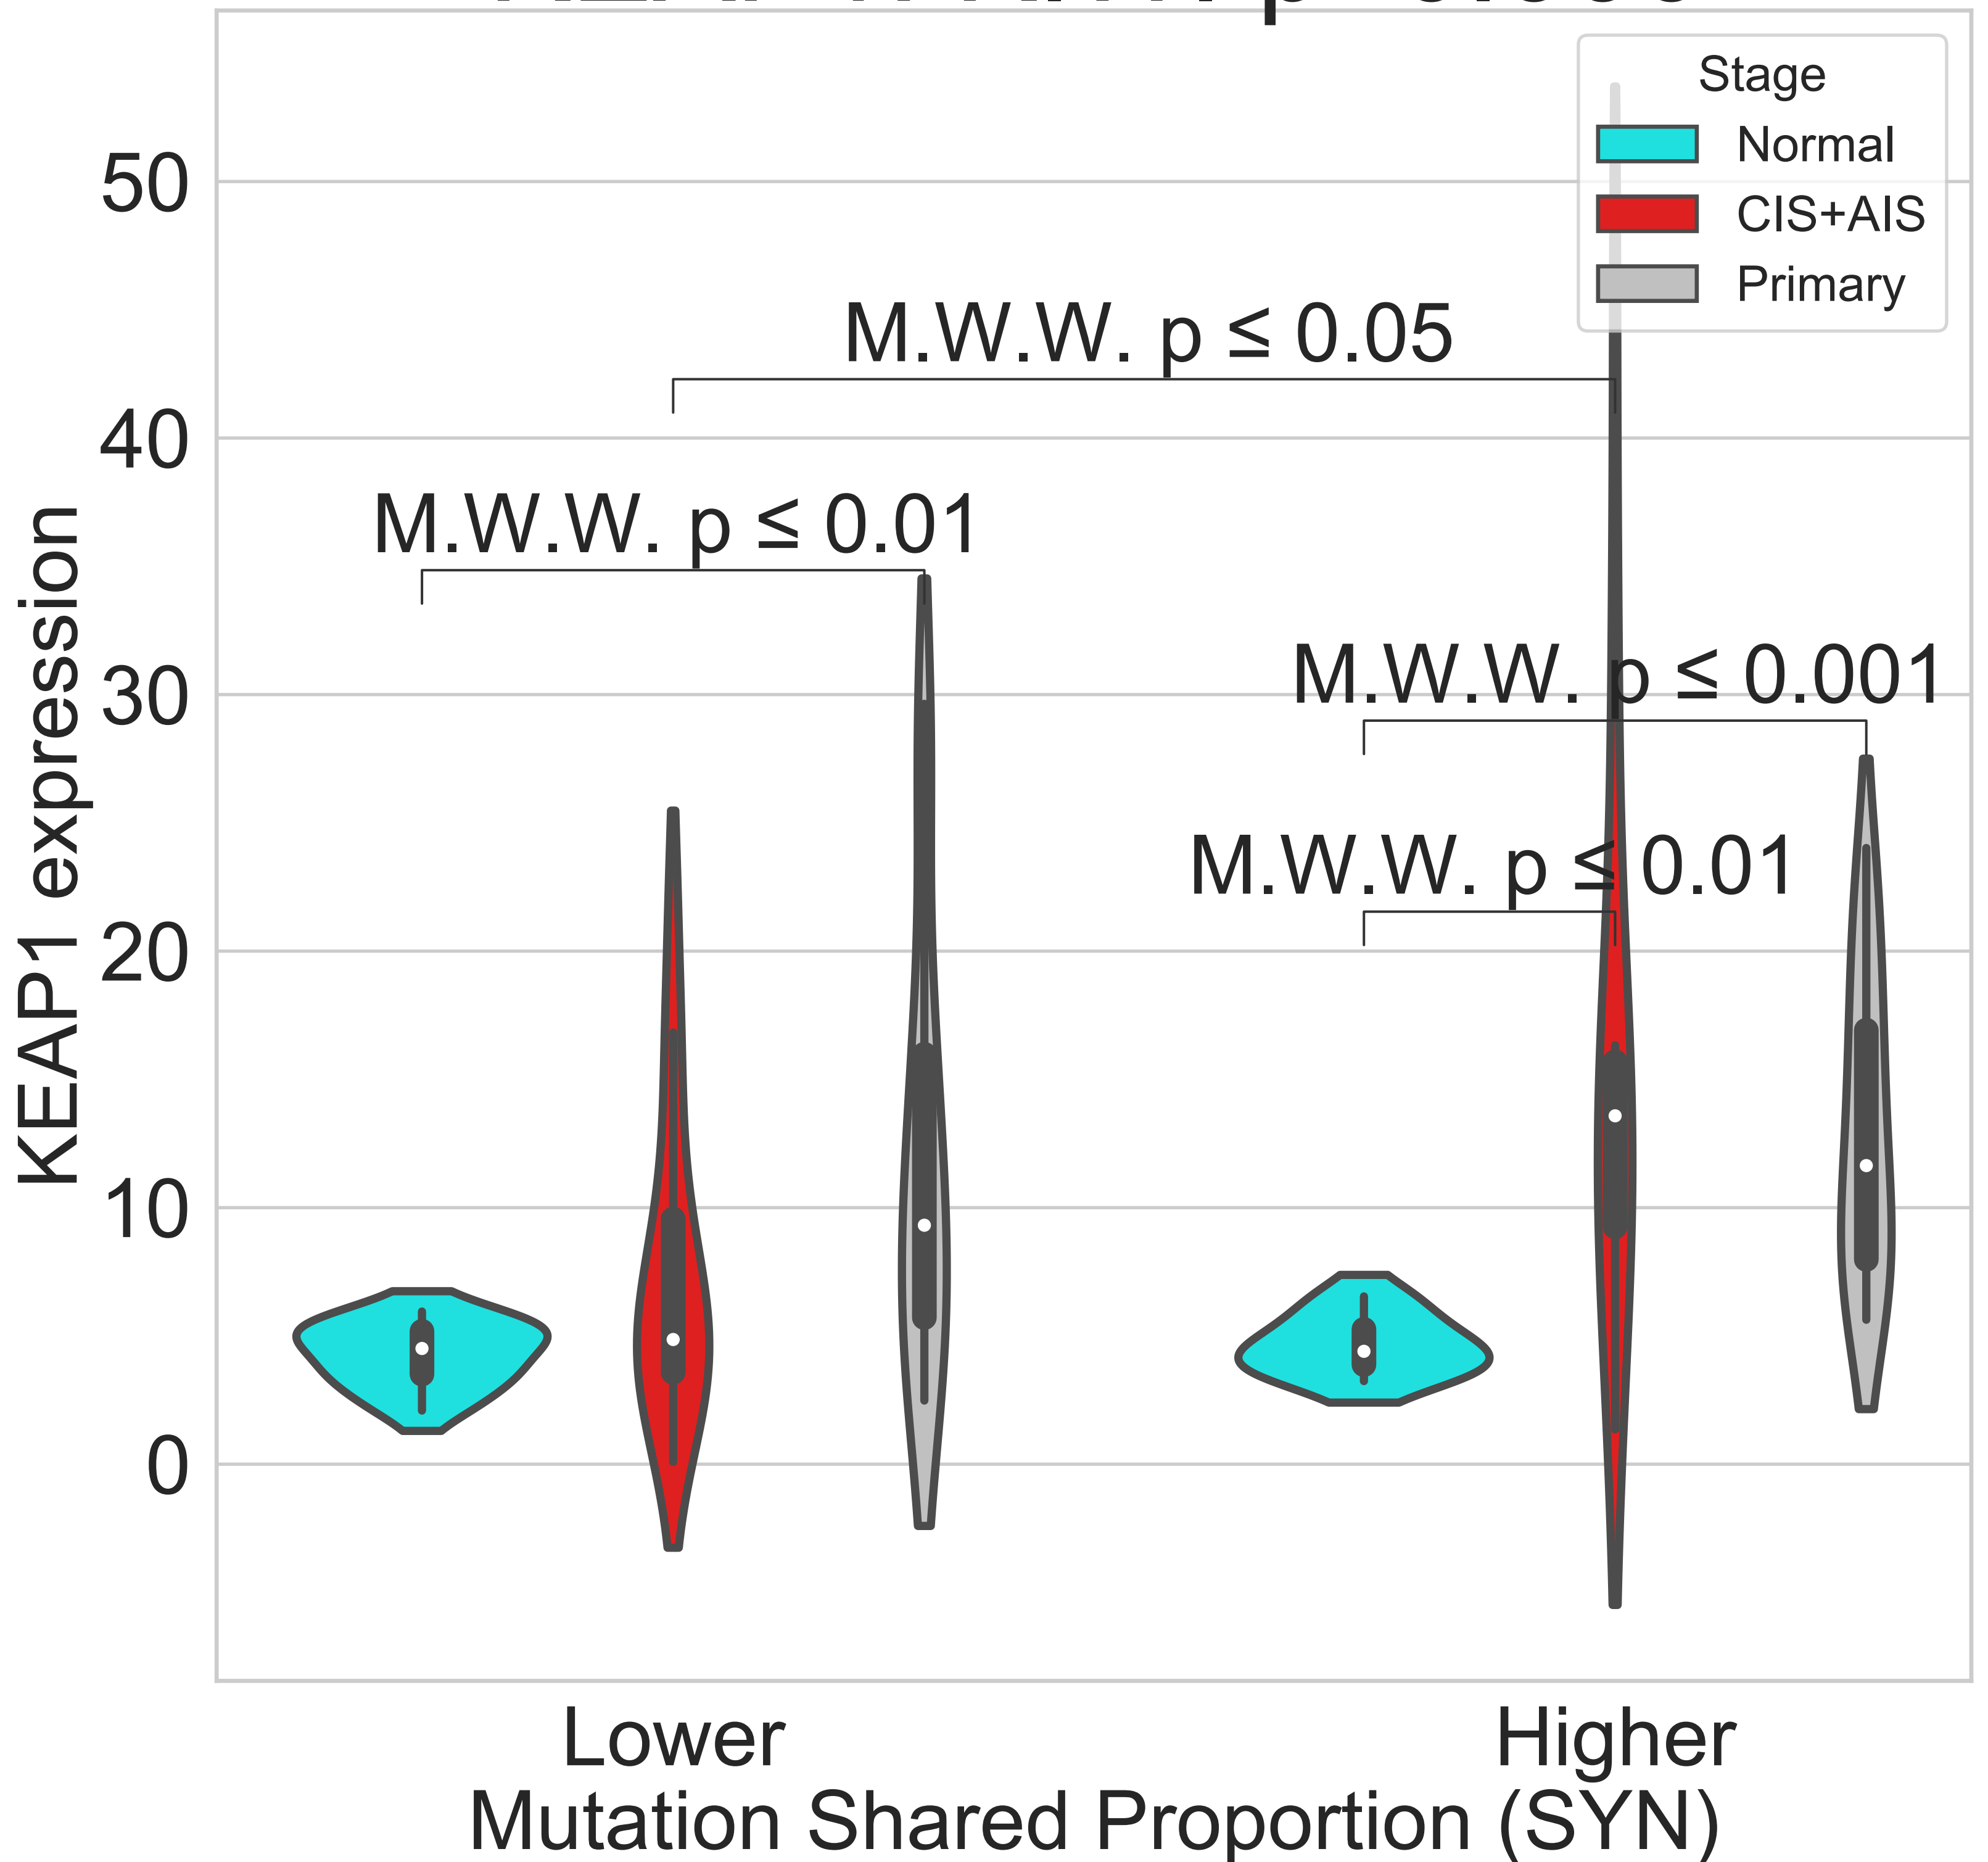 Stage
Normal
CIS+AIS
Primary
50
40
30
20
10
0
KEAP1 expression
M.W.W. p ≤ 0.05
M.W.W. p ≤ 0.01
M.W.W. p ≤ 0.001
M.W.W. p ≤ 0.01
Lower
Higher
Mutation Shared Proportion (SYN)